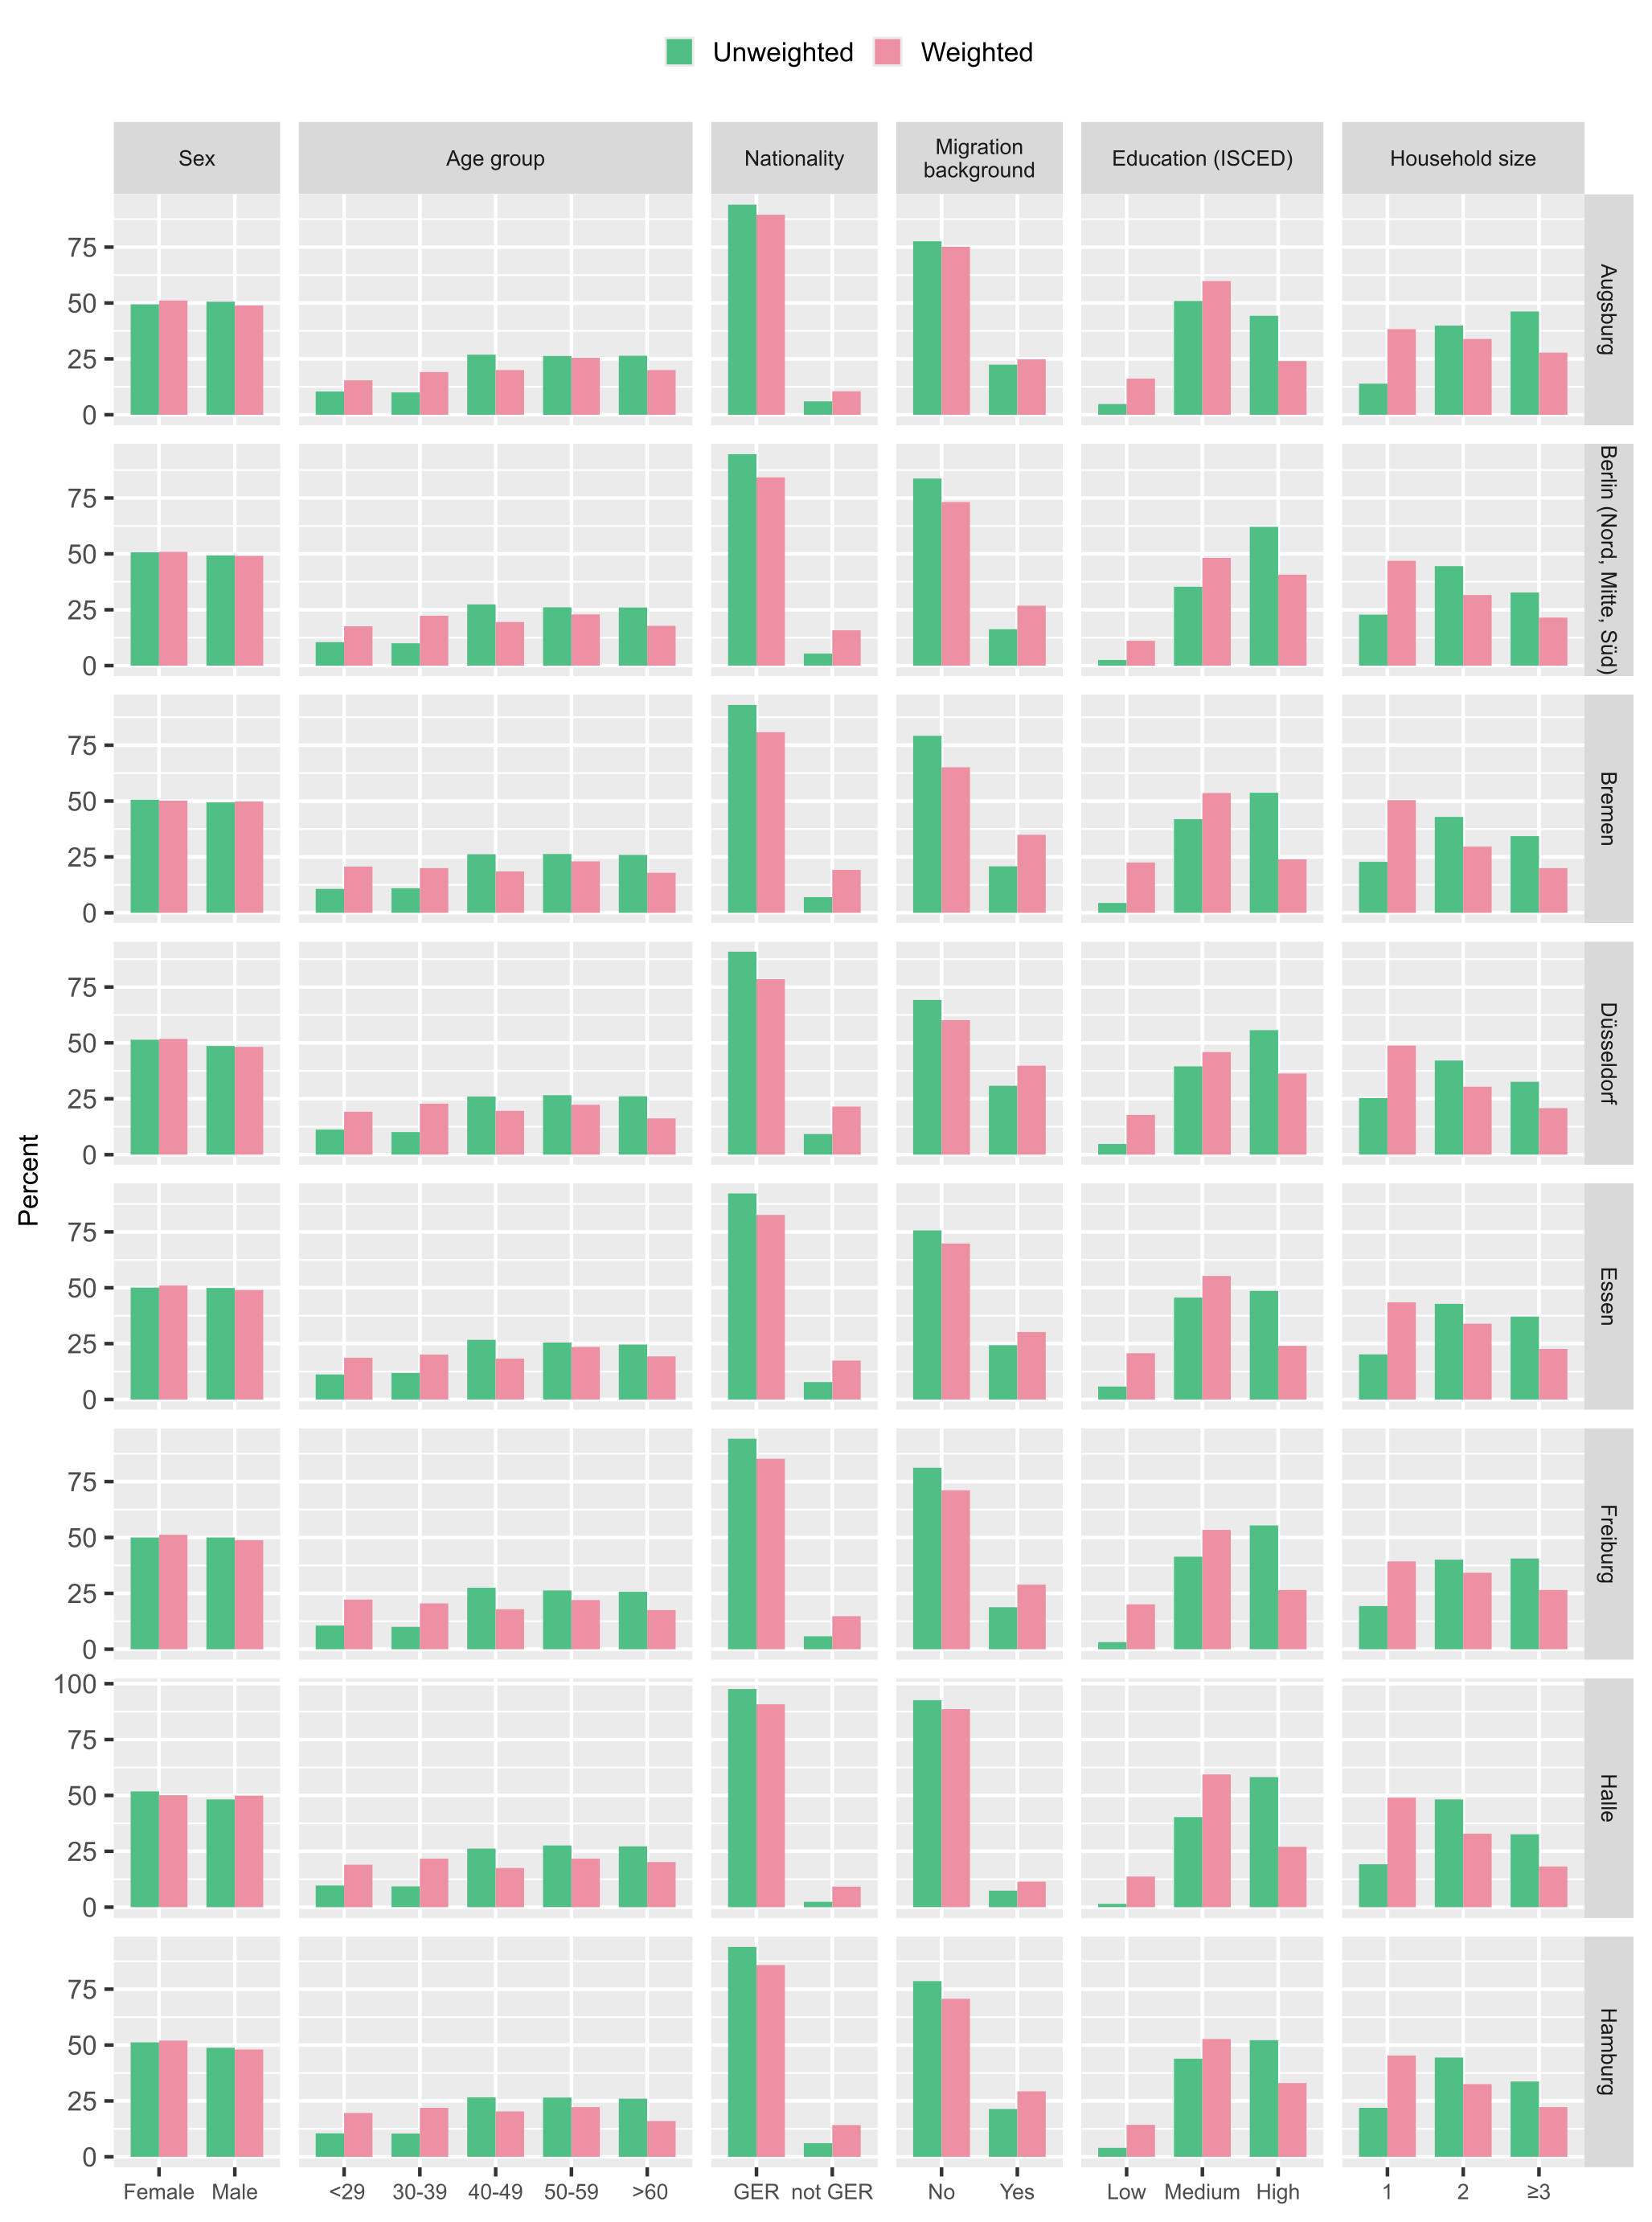 Unweighted Weighted
Sex Age group Nationality Migration background Education (ISCED) Household size
75
50
25
0
Augsburg
75
50
25
0
Berlin (Nord, Mitte, Süd)
75
50
25
0
Bremen
75
50
25
0
Düsseldorf
Percent
75
50
25
0
Essen
75
50
25
0
Freiburg
100
75
50
25
0
Halle
75
50
25
0
Hamburg
Female Male <29 30-39 40-49 50-59 >60 GER not GER No Yes Low Medium High 1 2 ≥3